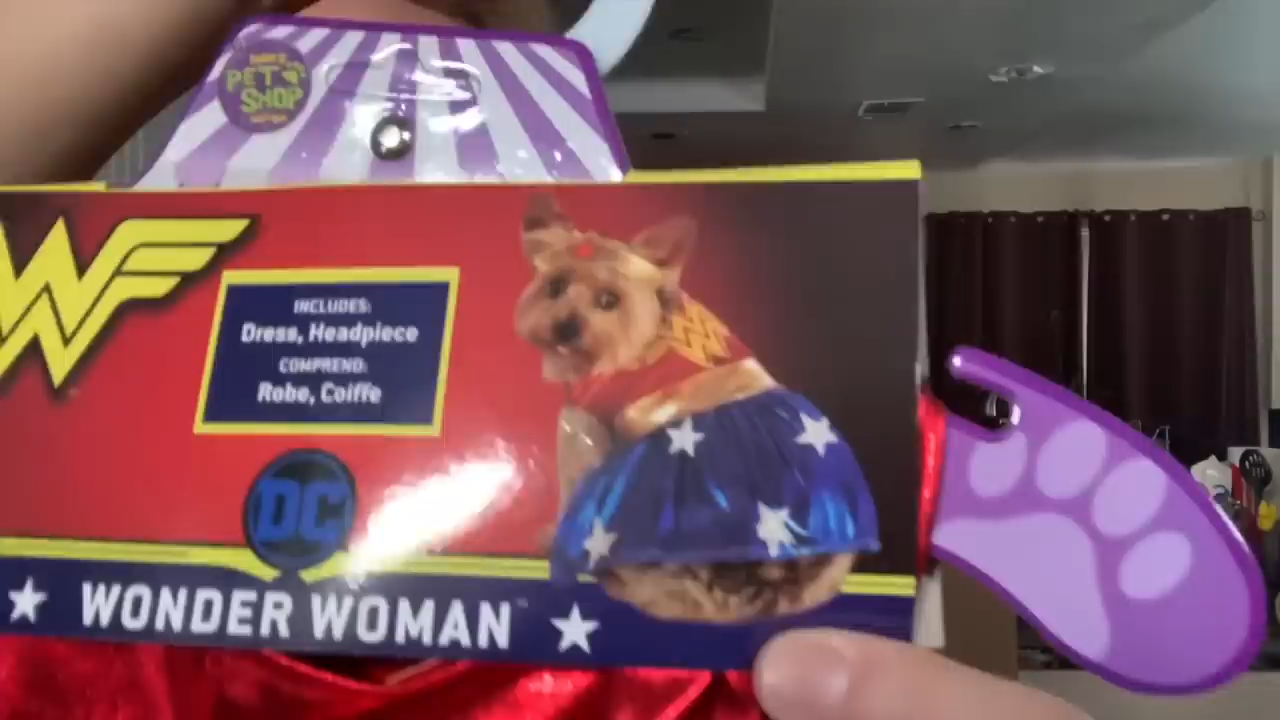 PET
SHOP
W
INCLUDES:
Dress, Headpiece
COMPREND:
Robe, Coiffe
W
DC
WONDER WOMAN